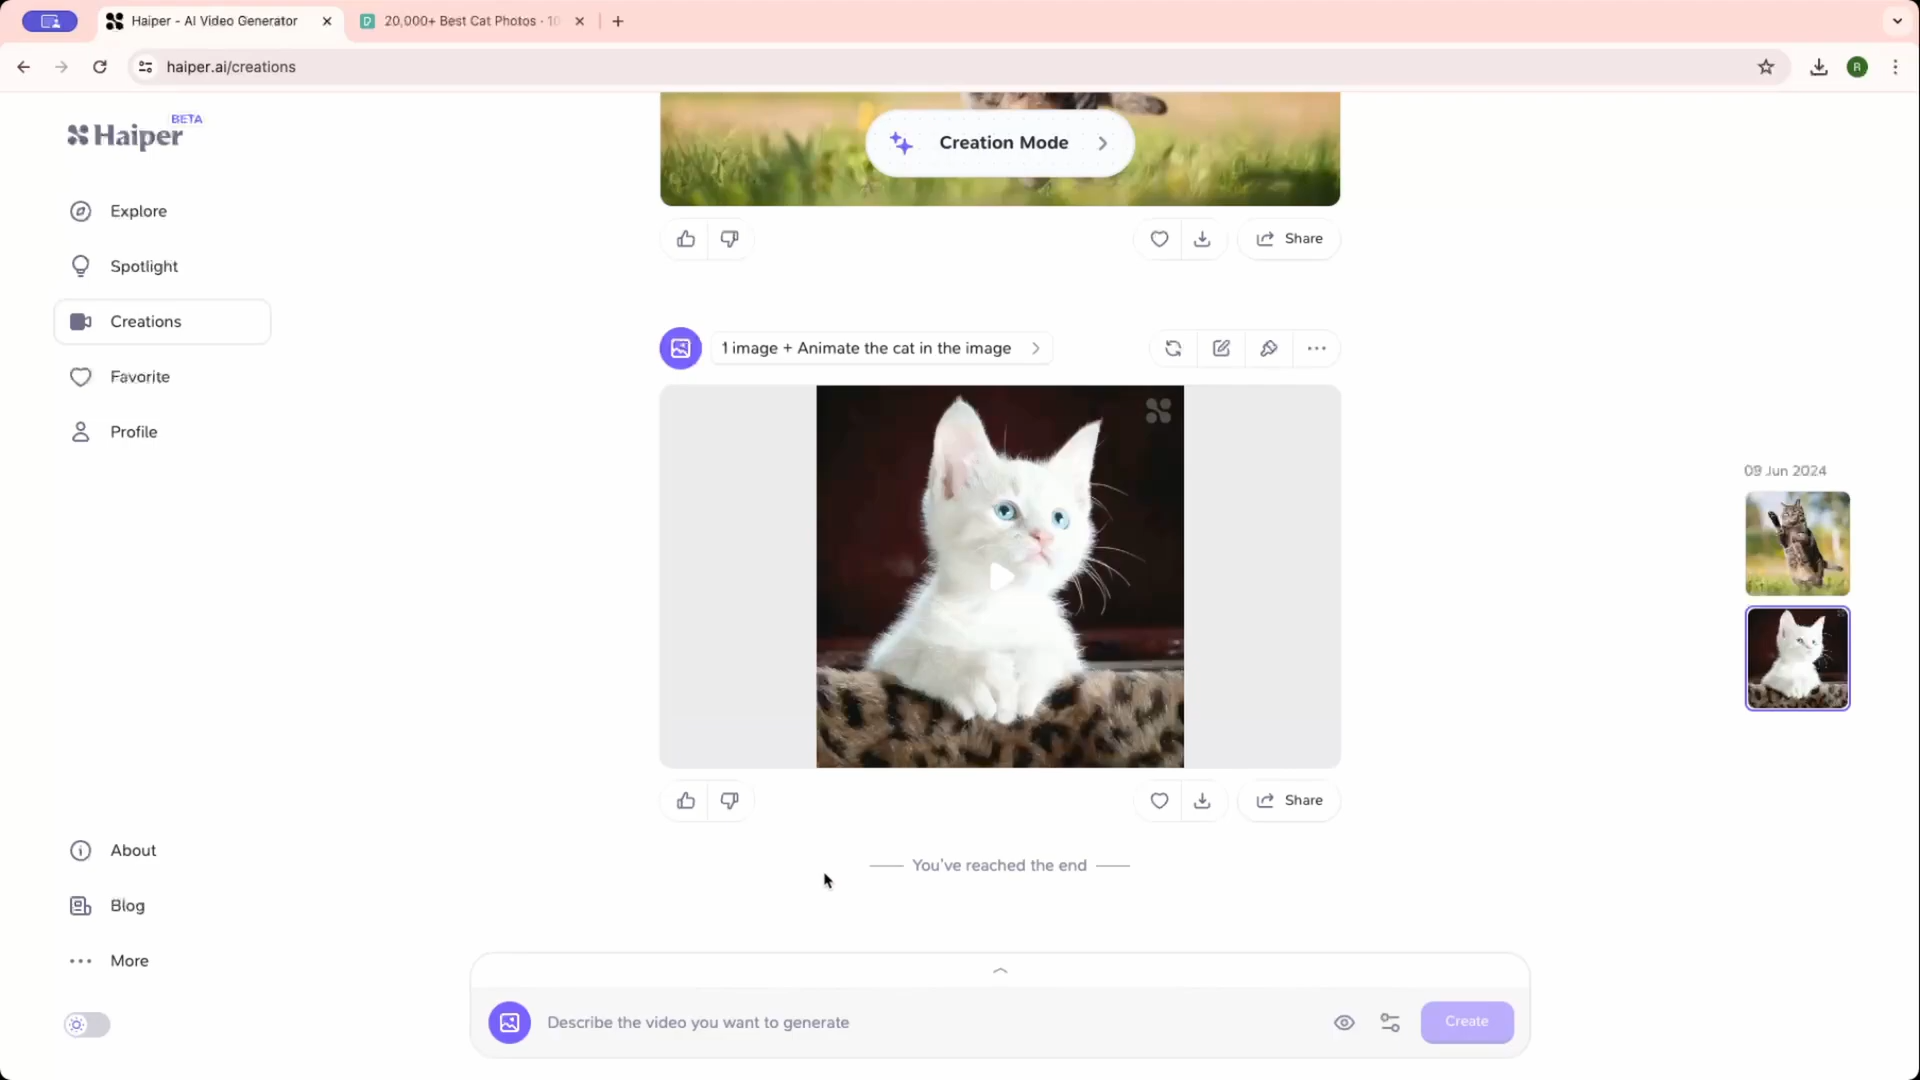 Haiper - AI Video Generator
20,000+ Best Cat Photos · 10
haiper.ai/creations
R
Haiper
BETA
Creation Mode
Explore
Spotlight
Share
Creations
1 image + Animate the cat in the image
Favorite
Profile
09 Jun 2024
Share
About
You've reached the end
Blog
More
Describe the video you want to generate
Create